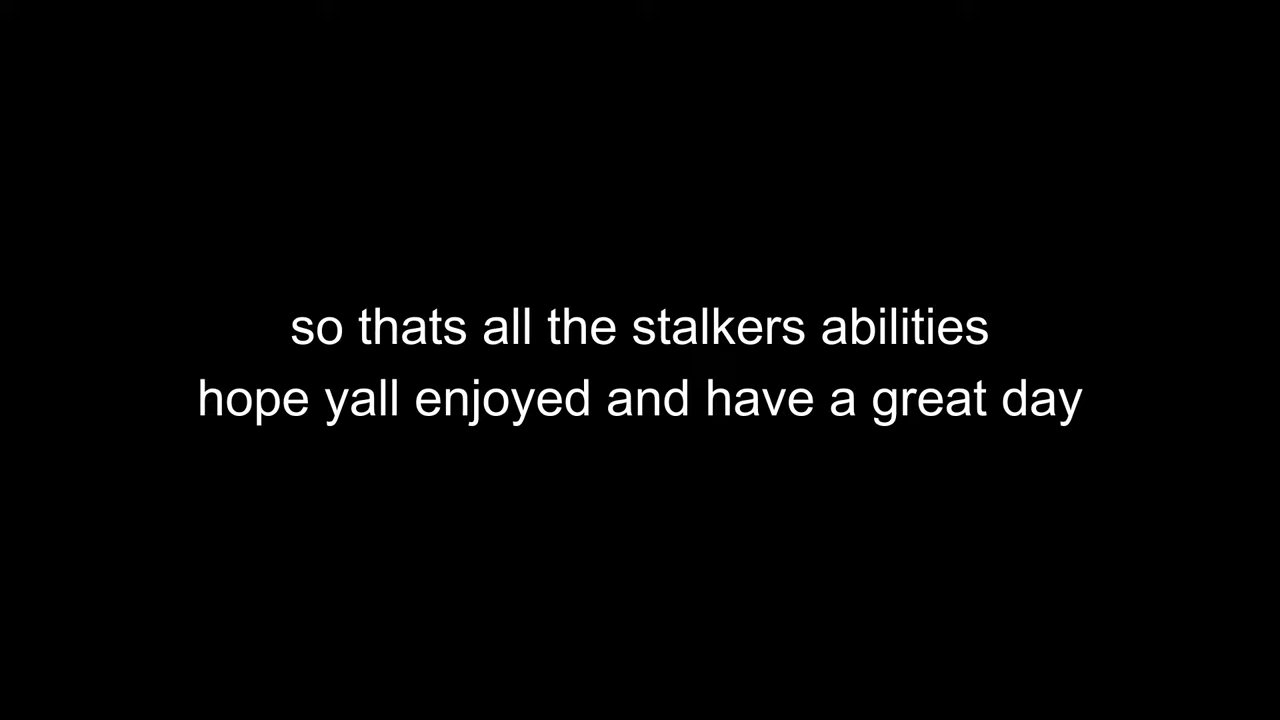 so thats all the stalkers abilities
hope yall enjoyed and have a great day